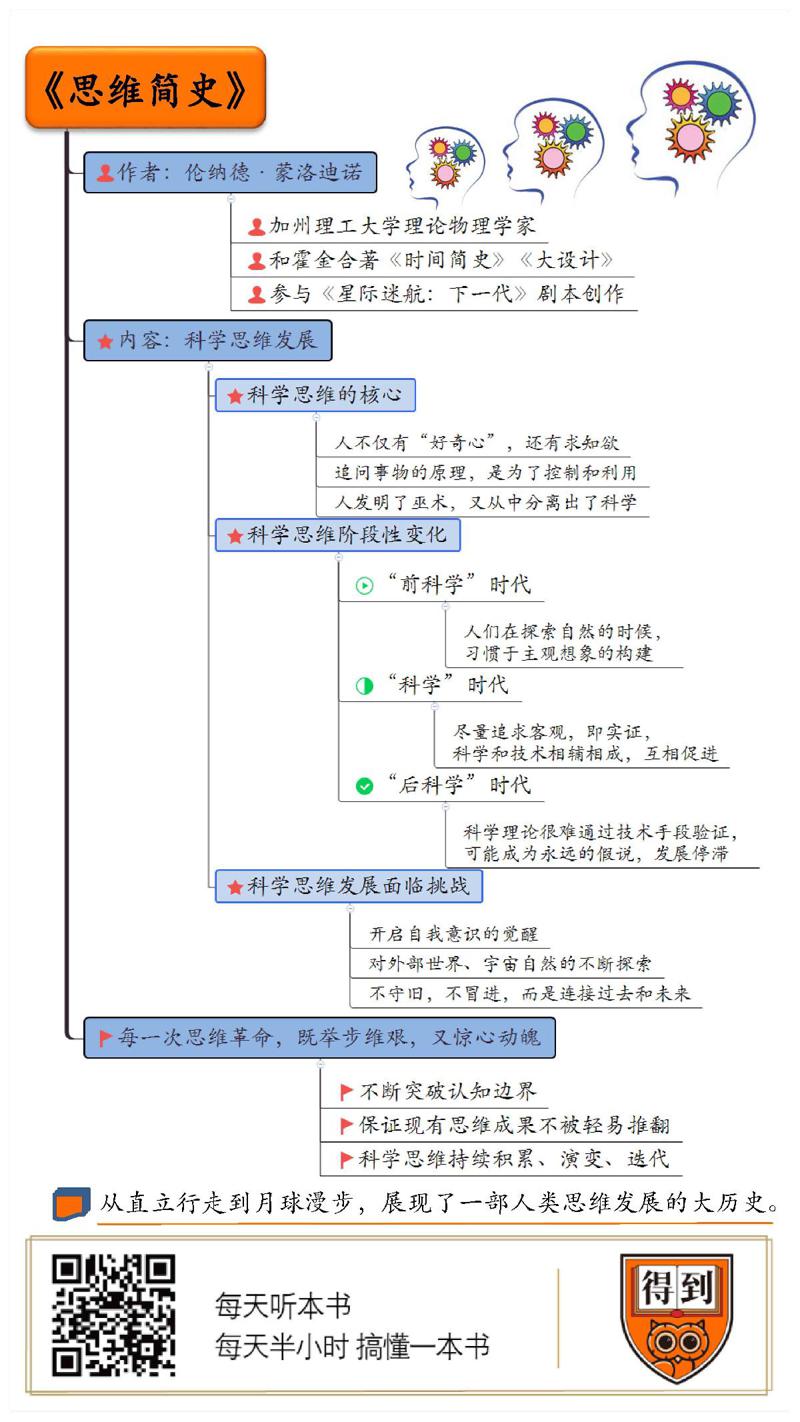 《思维简史》
作者：伦纳德·蒙洛迪诺
加州理工大学理论物理学家
和霍金合著《时间简史》《大设计》
参与《星际迷航：下一代》剧本创作
内容：科学思维发展
科学思维的核心
人不仅有“好奇心”，还有求知欲
追问事物的原理，是为了控制和利用
人发明了巫术，又从中分离出了科学
科学思维阶段性变化
“前科学”时代
人们在探索自然的时候，
习惯于主观想象的构建
“科学”时代
尽量追求客观，即实证，
科学和技术相辅相成，互相促进
“后科学”时代
科学理论很难通过技术手段验证，
可能成为永远的假说，发展停滞
科学思维发展面临挑战
开启自我意识的觉醒
对外部世界、宇宙自然的不断探索
不守旧，不冒进，而是连接过去和未来
每一次思维革命，既举步维艰，又惊心动魄
不断突破认知边界
保证现有思维成果不被轻易推翻
科学思维持续积累、演变、迭代
从直立行走到月球漫步，展现了一部人类思维发展的大历史。
每天听本书
每天半小时 搞懂一本书
得到